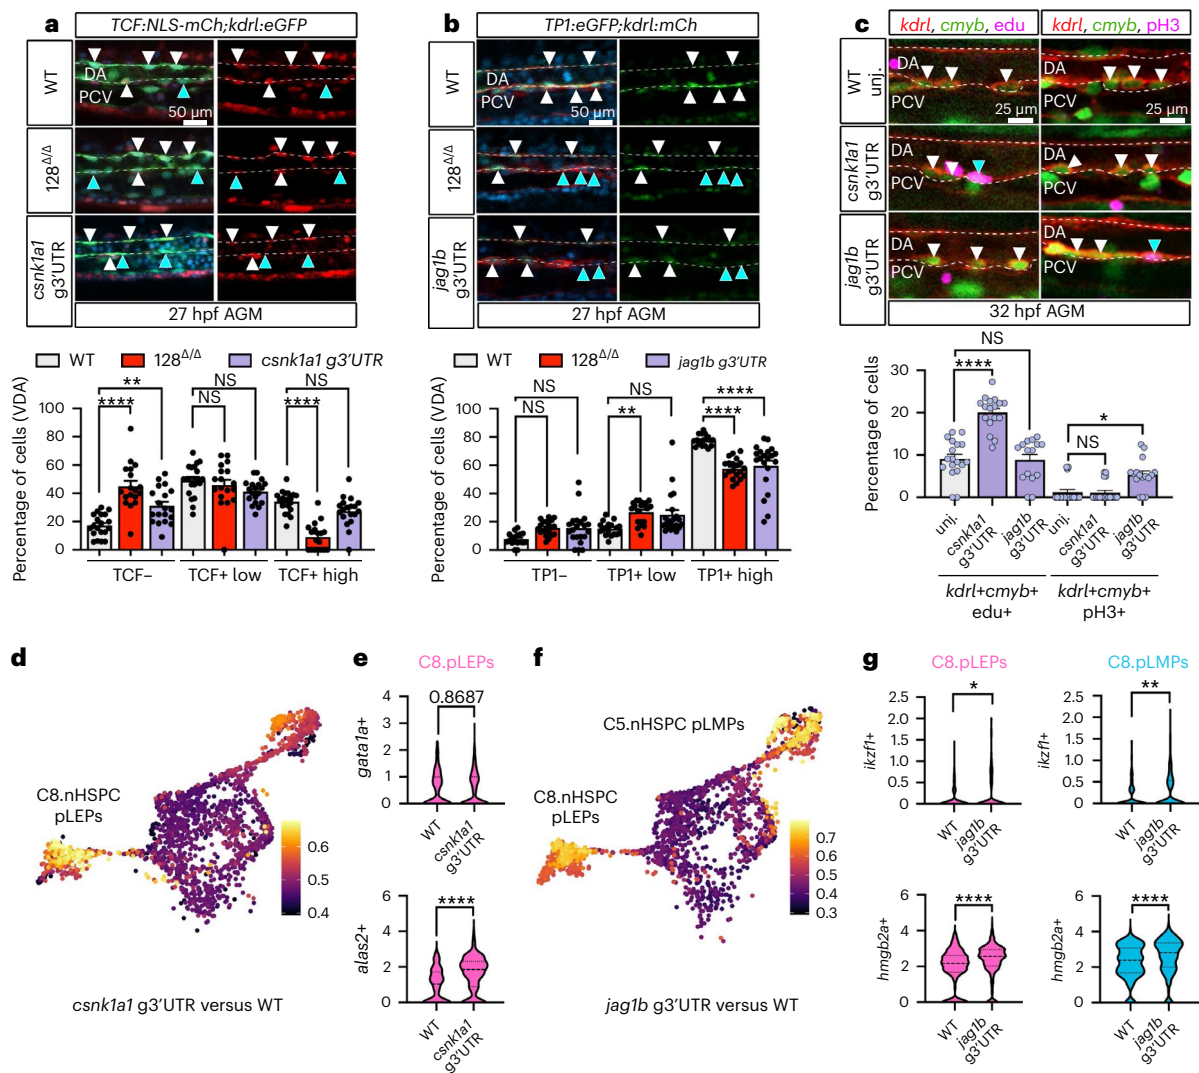 a
TCF:NLS-mCh;kdrl:eGFP
WT
DA
PCV
50 µm
128Δ/Δ
csnk1a1
g3'UTR
27 hpf AGM
WT
128Δ/Δ
csnk1a1 g3'UTR
Percentage of cells (VDA)
100
80
60
40
20
0
**
****
NS
NS
NS
****
TCF–
TCF+ low
TCF+ high
b
TP1:eGFP;kdrl:mCh
WT
DA
PCV
50 µm
128Δ/Δ
jag1b
g3'UTR
27 hpf AGM
WT
128Δ/Δ
jag1b g3'UTR
Percentage of cells (VDA)
100
80
60
40
20
0
NS
NS
NS
**
****
****
TP1–
TP1+ low
TP1+ high
c
kdrl, cmyb, edu
kdrl, cmyb, pH3
WT
unj.
DA
PCV
25 µm
25 µm
csnk1a1
g3'UTR
DA
PCV
DA
PCV
jag1b
g3'UTR
DA
PCV
DA
PCV
32 hpf AGM
Percentage of cells
30
20
10
0
NS
****
*
NS
unj.
csnk1a1
g3'UTR
jag1b
g3'UTR
unj.
csnk1a1
g3'UTR
jag1b
g3'UTR
kdrl+cmyb+
edu+
kdrl+cmyb+
pH3+
d
C8.nHSPC
pLEPs
0.6
0.5
0.4
csnk1a1 g3'UTR versus WT
e
C8.pLEPs
gata1a+
4
3
2
1
0
0.8687
WT
csnk1a1
g3'UTR
alas2+
6
4
2
0
****
WT
csnk1a1
g3'UTR
f
C5.nHSPC pLMPs
C8.nHSPC
pLEPs
0.7
0.6
0.5
0.4
0.3
jag1b g3'UTR versus WT
g
C8.pLEPs
ikzf1+
2.5
2.0
1.5
1.0
0.5
0
*
WT
jag1b
g3'UTR
C8.pLMPs
ikzf1+
2.5
2.0
1.5
1.0
0.5
0
**
WT
jag1b
g3'UTR
hmgb2a+
6
4
2
0
****
WT
jag1b
g3'UTR
hmgb2a+
6
4
2
0
****
WT
jag1b
g3'UTR